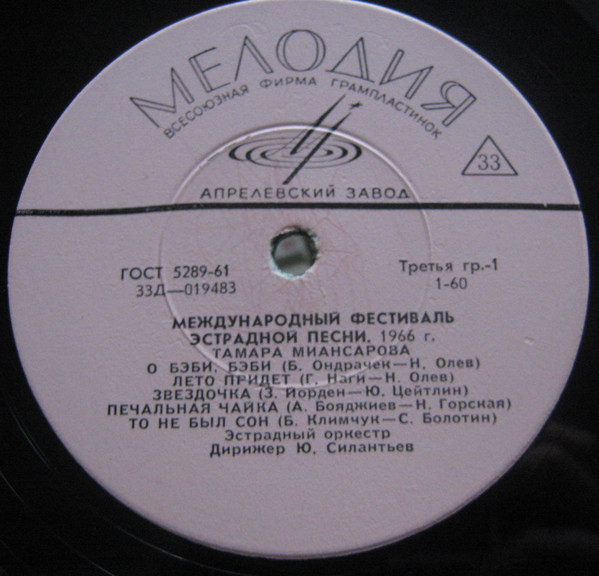 МЕЛОДИЯ
ВСЕСОЮЗНАЯ ФИРМА ГРАМПЛАСТИНОК
33
АПРЕЛЕВСКИЙ ЗАВОД
ГОСТ 5289-61
Третья гр.-1
33Д—019483
1-60
МЕЖДУНАРОДНЫЙ ФЕСТИВАЛЬ
ЭСТРАДНОЙ ПЕСНИ, 1966 г.
ТАМАРА МИАНСАРОВА
О БЭБИ, БЭБИ (Б. Ондрачек—Н. Олев)
ЛЕТО ПРИДЕТ (Г. Наги—Н. Олев)
ЗВЕЗДОЧКА (З. Иорден—Ю. Цейтлин)
ПЕЧАЛЬНАЯ ЧАЙКА (А. Бояджиев—Н. Горская)
ТО НЕ БЫЛ СОН (Б. Климчук—С. Болотин)
Эстрадный оркестр
Дирижер Ю. Силантьев